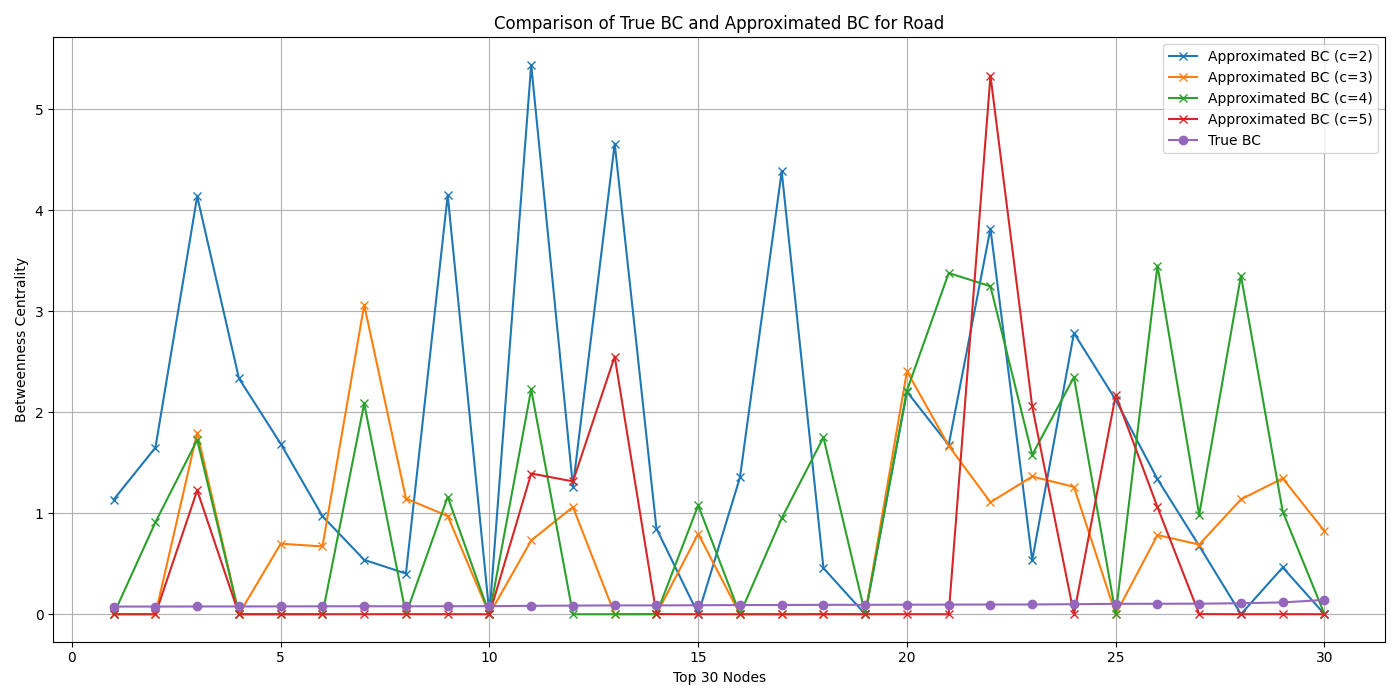 Comparison of True BC and Approximated BC for Road
Approximated BC (c=2)
Approximated BC (c=3)
Approximated BC (c=4)
Approximated BC (c=5)
True BC
Betweenness Centrality
5
4
3
2
1
0
0 5 10 15 20 25 30
Top 30 Nodes